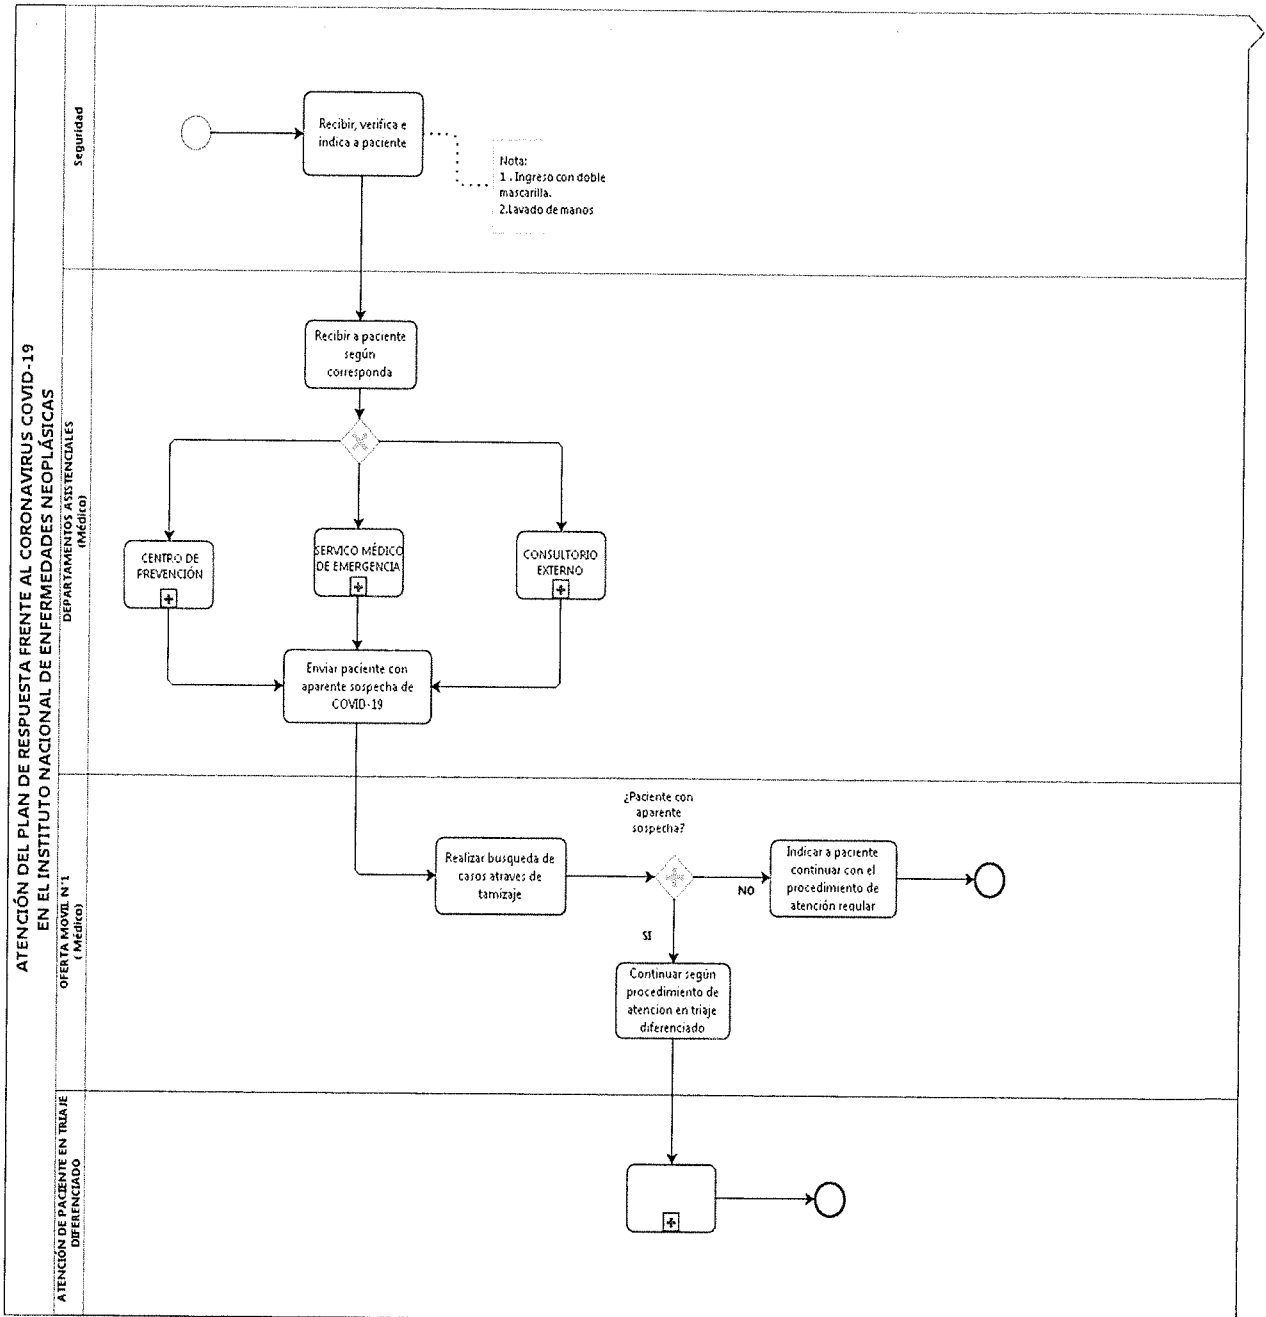 ATENCIÓN DEL PLAN DE RESPUESTA FRENTE AL CORONAVIRUS COVID-19
EN EL INSTITUTO NACIONAL DE ENFERMEDADES NEOPLÁSICAS
Seguridad
Recibir, verifica e
indica a paciente
Nota:
1 . Ingreso con doble
mascarilla.
2.Lavado de manos
DEPARTAMENTOS ASISTENCIALES
(Médico)
Recibir a paciente
según
corresponda
CENTRO DE
PREVENCIÓN
SERVICO MÉDICO
DE EMERGENCIA
CONSULTORIO
EXTERNO
Enviar paciente con
aparente sospecha de
COVID-19
OFERTA MOVIL N°1
( Médico)
Realizar busqueda de
casos atraves de
tamizaje
¿Paciente con
aparente
sospecha?
NO
Indicar a paciente
continuar con el
procedimiento de
atención regular
SI
Continuar según
procedimiento de
atencion en triaje
diferenciado
ATENCIÓN DE PACIENTE EN TRIAJE
DIFERENCIADO